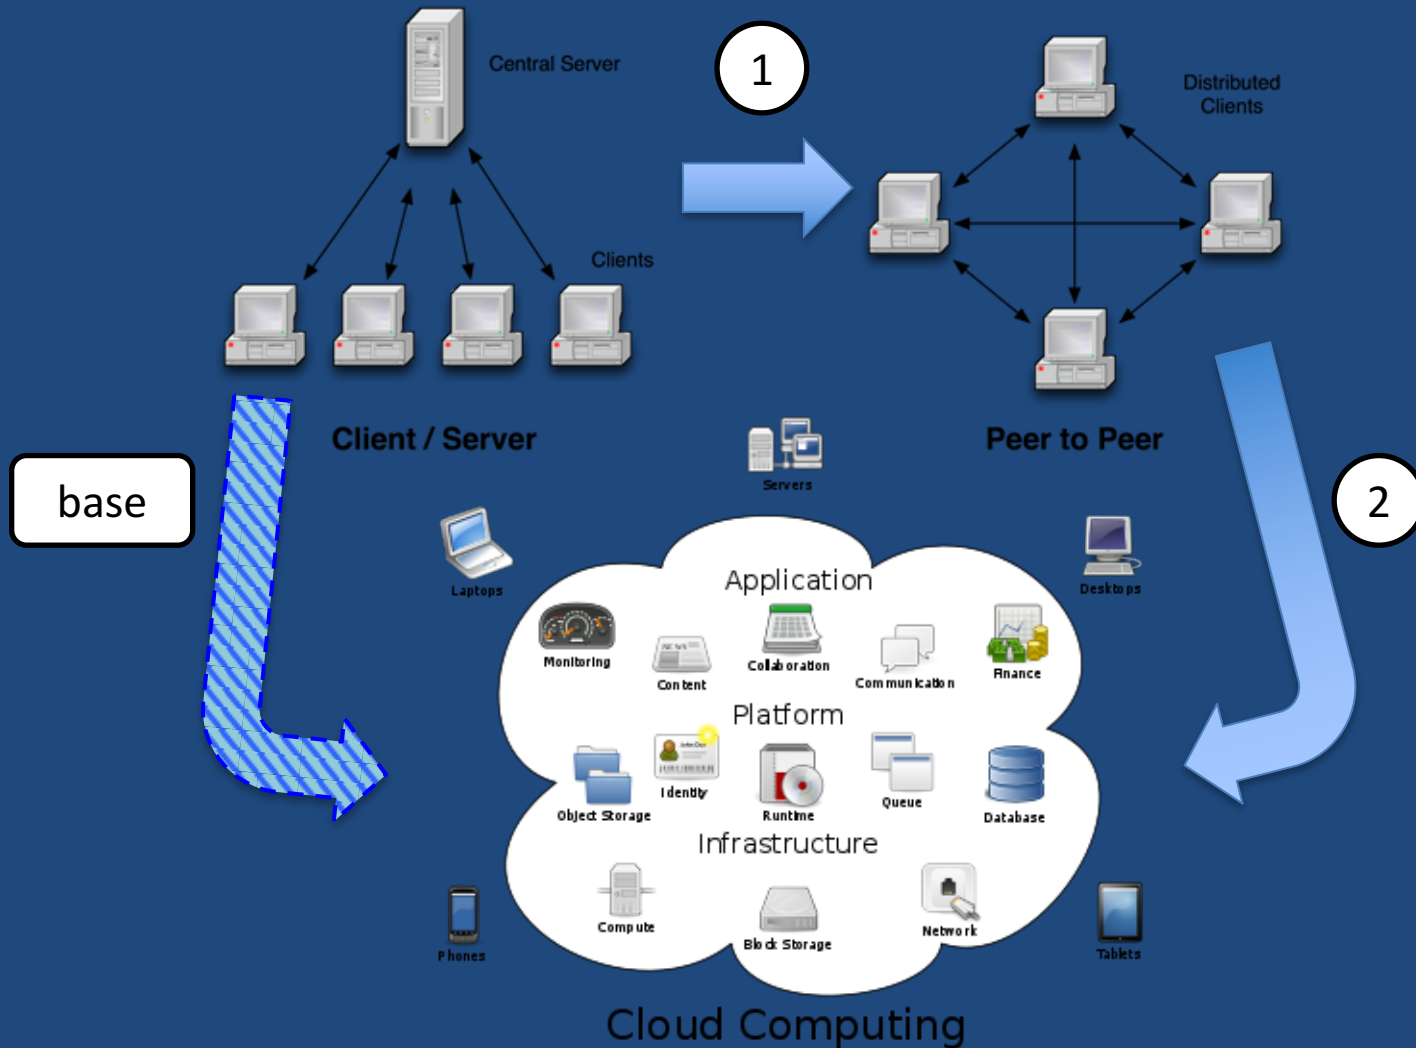 Central Server
1
Distributed
Clients
Clients
Client / Server
Peer to Peer
base
2
Servers
Laptops
Desktops
Application
Monitoring
Content
Collaboration
Communication
Finance
Platform
Object Storage
Identity
Runtime
Queue
Database
Infrastructure
Compute
Block Storage
Network
Phones
Tablets
Cloud Computing